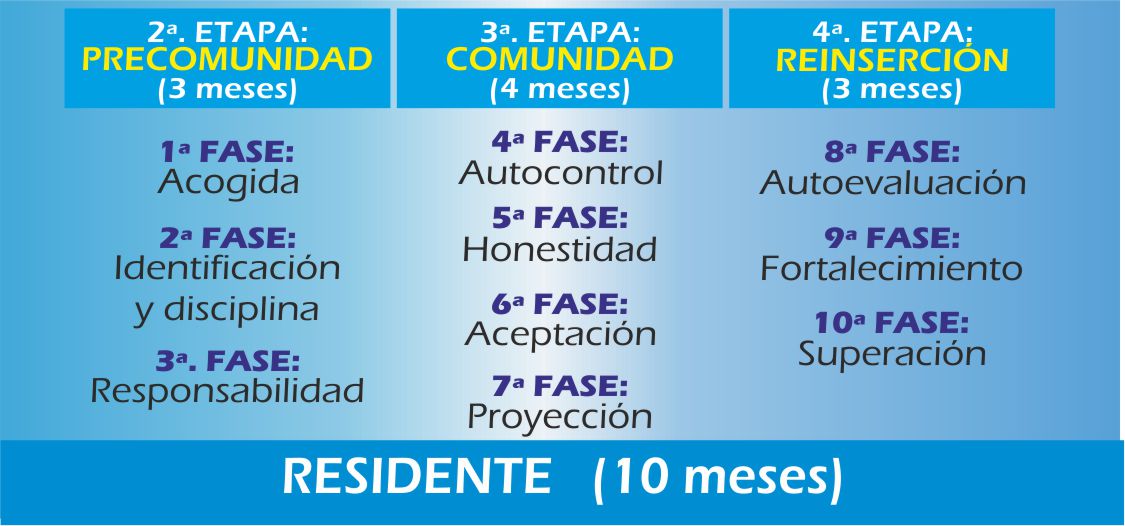 2ª. ETAPA:
PRECOMUNIDAD
(3 meses)
1ª FASE:
Acogida
2ª FASE:
Identificación
y disciplina
3ª. FASE:
Responsabilidad
3ª. ETAPA:
COMUNIDAD
(4 meses)
4ª FASE:
Autocontrol
5ª FASE:
Honestidad
6ª FASE:
Aceptación
7ª FASE:
Proyección
4ª. ETAPA:
REINSERCIÓN
(3 meses)
8ª FASE:
Autoevaluación
9ª FASE:
Fortalecimiento
10ª FASE:
Superación
RESIDENTE (10 meses)